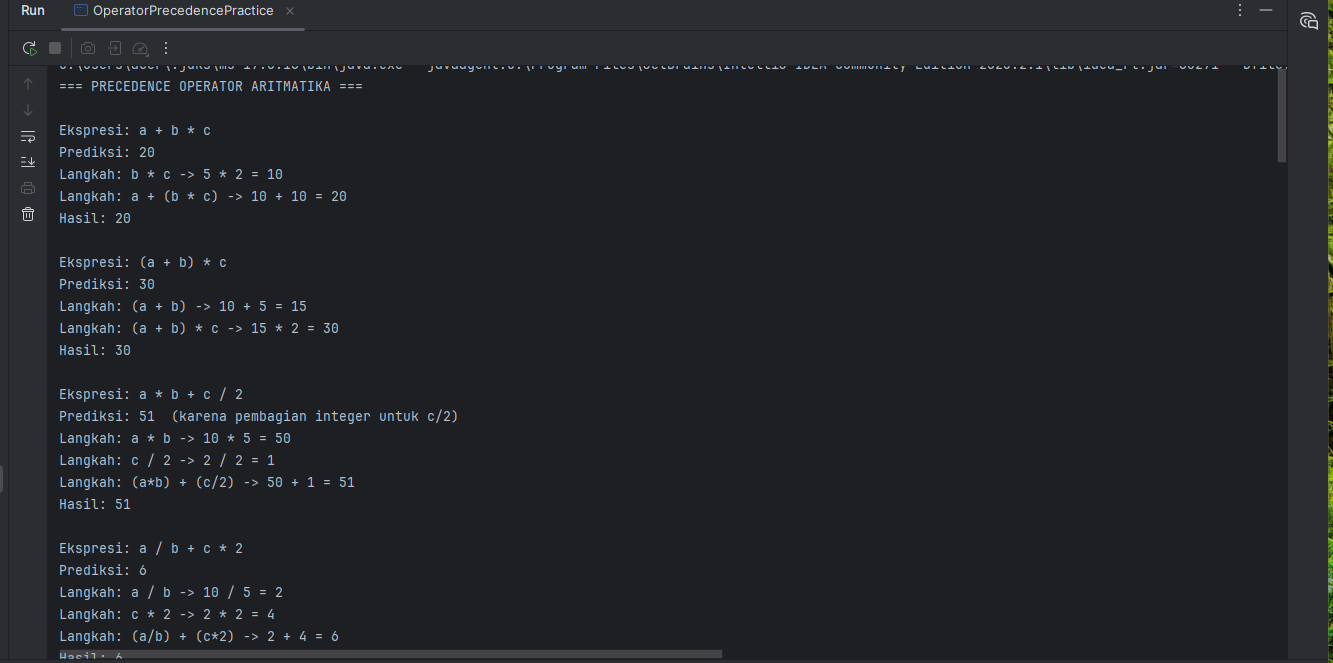 Run
OperatorPrecedencePractice
=== PRECEDENCE OPERATOR ARITMATIKA ===
Ekspresi: a + b * c
Prediksi: 20
Langkah: b * c -> 5 * 2 = 10
Langkah: a + (b * c) -> 10 + 10 = 20
Hasil: 20
Ekspresi: (a + b) * c
Prediksi: 30
Langkah: (a + b) -> 10 + 5 = 15
Langkah: (a + b) * c -> 15 * 2 = 30
Hasil: 30
Ekspresi: a * b + c / 2
Prediksi: 51  (karena pembagian integer untuk c/2)
Langkah: a * b -> 10 * 5 = 50
Langkah: c / 2 -> 2 / 2 = 1
Langkah: (a*b) + (c/2) -> 50 + 1 = 51
Hasil: 51
Ekspresi: a / b + c * 2
Prediksi: 6
Langkah: a / b -> 10 / 5 = 2
Langkah: c * 2 -> 2 * 2 = 4
Langkah: (a/b) + (c*2) -> 2 + 4 = 6
Hasil: 6